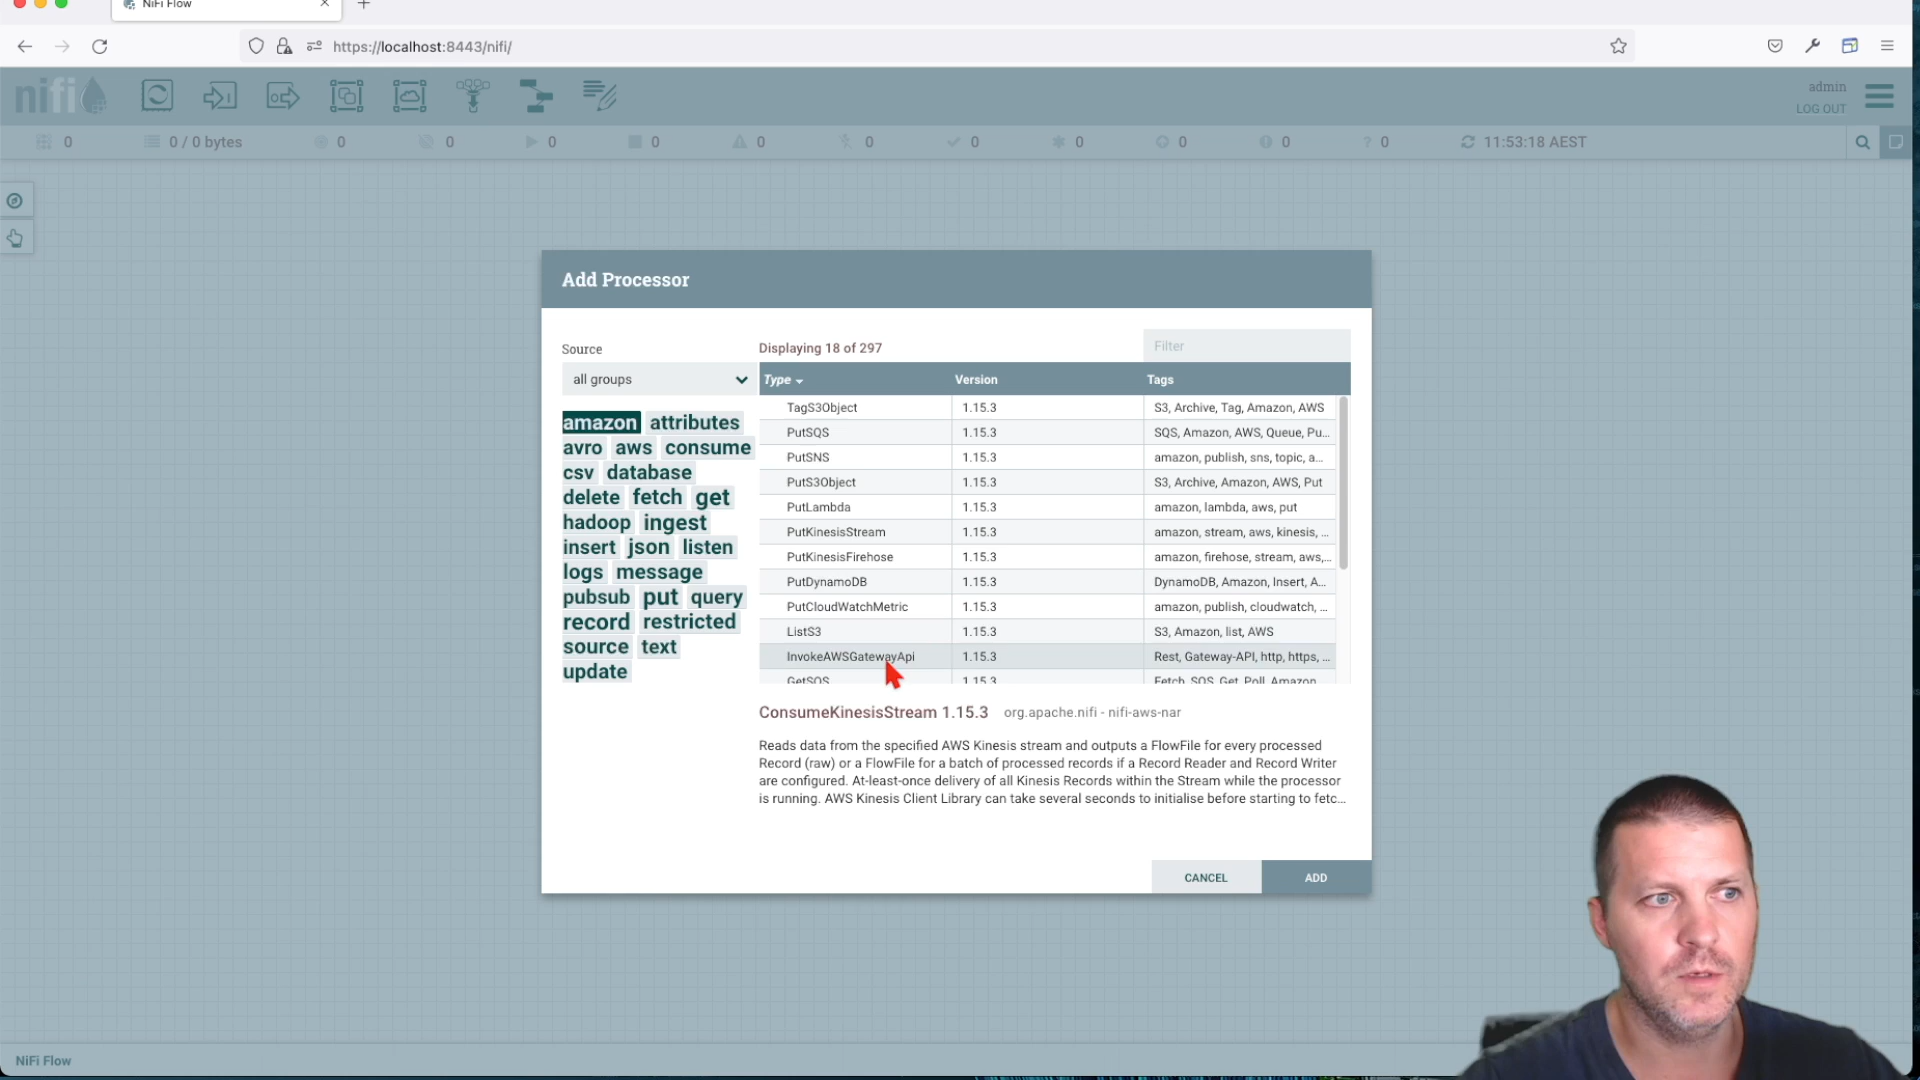 NiFi Flow
https://localhost:8443/nifi/
nifi
admin
LOG OUT
0 0 / 0 bytes 0 0 0 0 0 0 0 0 0 0 0 11:53:18 AEST
Add Processor
Source
Displaying 18 of 297
Filter
all groups
Type Version Tags
amazon attributes
avro aws consume
csv database
delete fetch get
hadoop ingest
insert json listen
logs message
pubsub put query
record restricted
source text
update
TagS3Object 1.15.3 S3, Archive, Tag, Amazon, AWS
PutSQS 1.15.3 SQS, Amazon, AWS, Queue, Pu...
PutSNS 1.15.3 amazon, publish, sns, topic, a...
PutS3Object 1.15.3 S3, Archive, Amazon, AWS, Put
PutLambda 1.15.3 amazon, lambda, aws, put
PutKinesisStream 1.15.3 amazon, stream, aws, kinesis, ...
PutKinesisFirehose 1.15.3 amazon, firehose, stream, aws,...
PutDynamoDB 1.15.3 DynamoDB, Amazon, Insert, A...
PutCloudWatchMetric 1.15.3 amazon, publish, cloudwatch, ...
ListS3 1.15.3 S3, Amazon, list, AWS
InvokeAWSGatewayApi 1.15.3 Rest, Gateway-API, http, https, ...
GetSQS 1.15.3 Fetch, SQS, Get, Poll, Amazon
ConsumeKinesisStream 1.15.3 org.apache.nifi - nifi-aws-nar
Reads data from the specified AWS Kinesis stream and outputs a FlowFile for every processed
Record (raw) or a FlowFile for a batch of processed records if a Record Reader and Record Writer
are configured. At-least-once delivery of all Kinesis Records within the Stream while the processor
is running. AWS Kinesis Client Library can take several seconds to initialise before starting to fetc...
CANCEL ADD
NiFi Flow